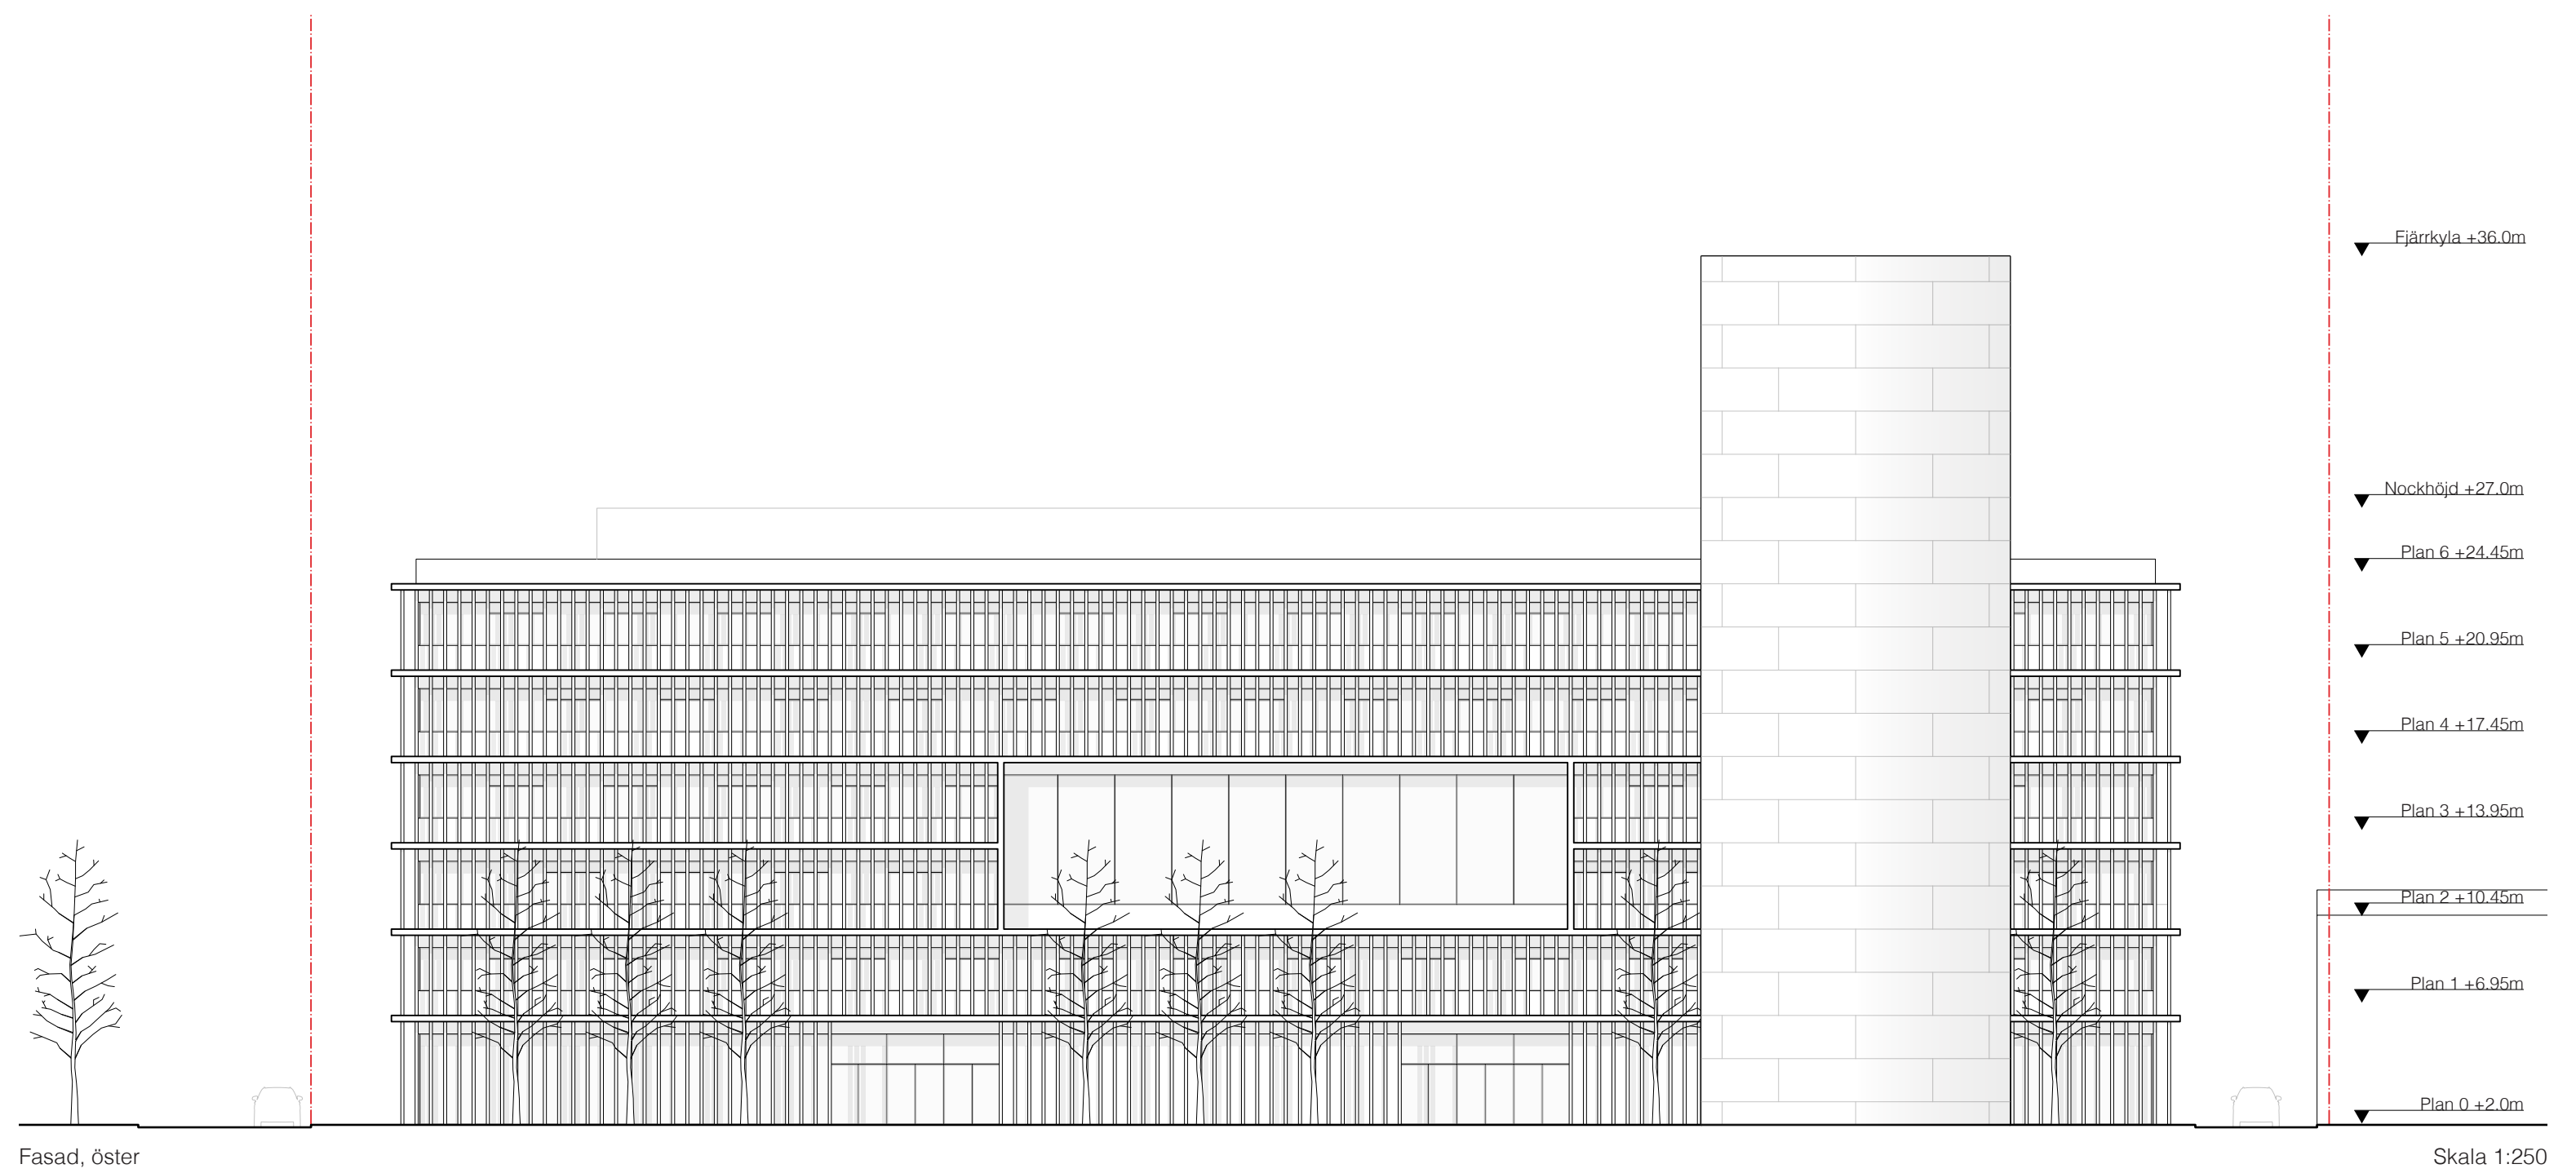 Fjärrkyla +36.0m
Nockhöjd +27.0m
Plan 6 +24.45m
Plan 5 +20.95m
Plan 4 +17.45m
Plan 3 +13.95m
Plan 2 +10.45m
Plan 1 +6.95m
Plan 0 +2.0m
Fasad, öster
Skala 1:250